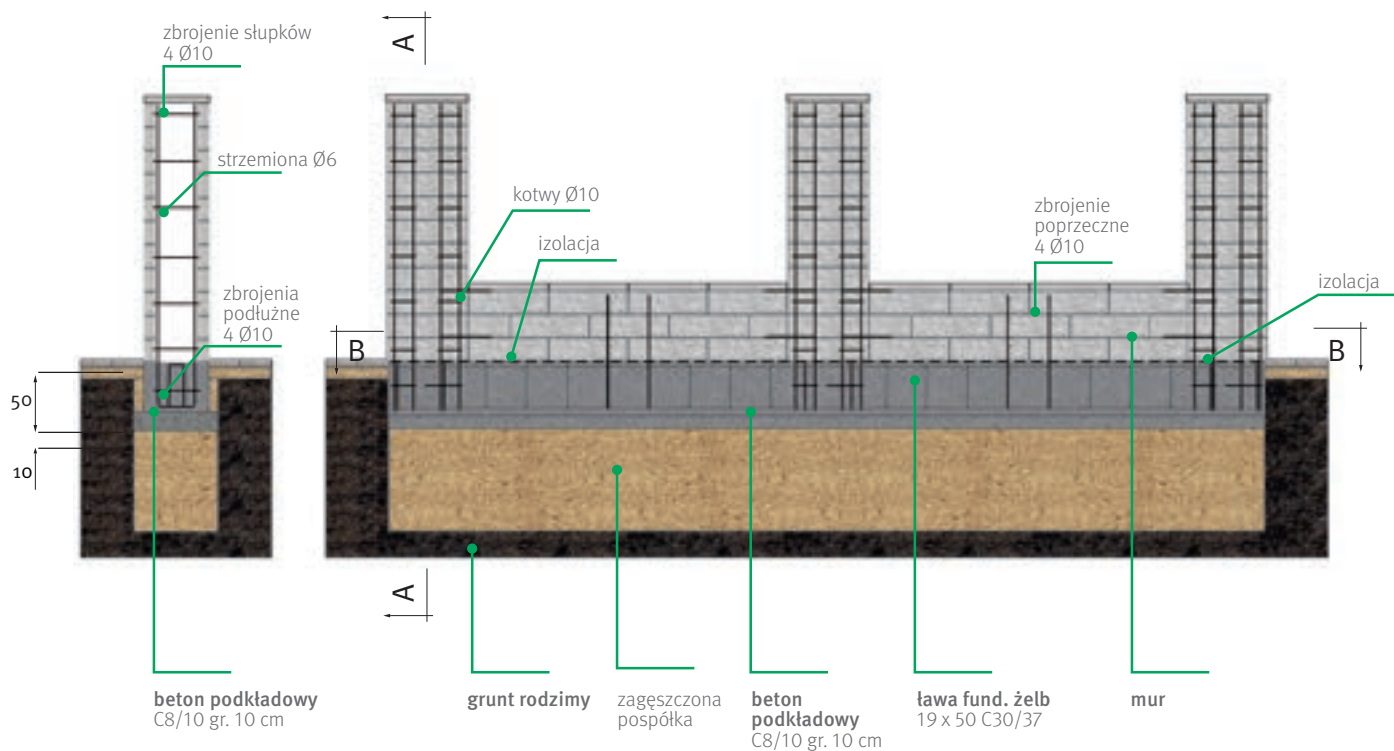 zbrojenie słupków
4 Ø10
A
strzemiona Ø6
kotwy Ø10
izolacja
zbrojenie
poprzeczne
4 Ø10
izolacja
zbrojenia
podłużne
4 Ø10
B
B
50
10
A
beton podkładowy
C8/10 gr. 10 cm
grunt rodzimy
zagęszczona
pospółka
beton
podkładowy
C8/10 gr. 10 cm
ława fund. żelb
19 x 50 C30/37
mur